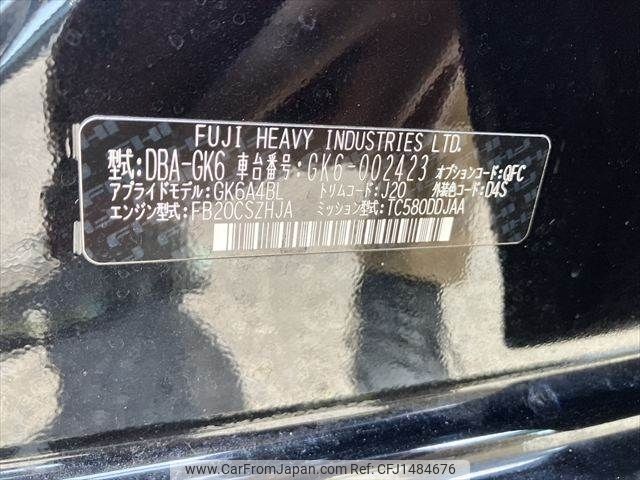 FUJI HEAVY INDUSTRIES LTD.
型式:DBA-GK6 車台番号:GK6-002423 オプションコード:QFC
アプライドモデル:GK6A4BL トリムコード:J20 外装色コード:D4S
エンジン型式:FB20CSZHJA ミッション型式:TC580DDJAA
www.CarFromJapan.com - Ref No:CFJ1484676